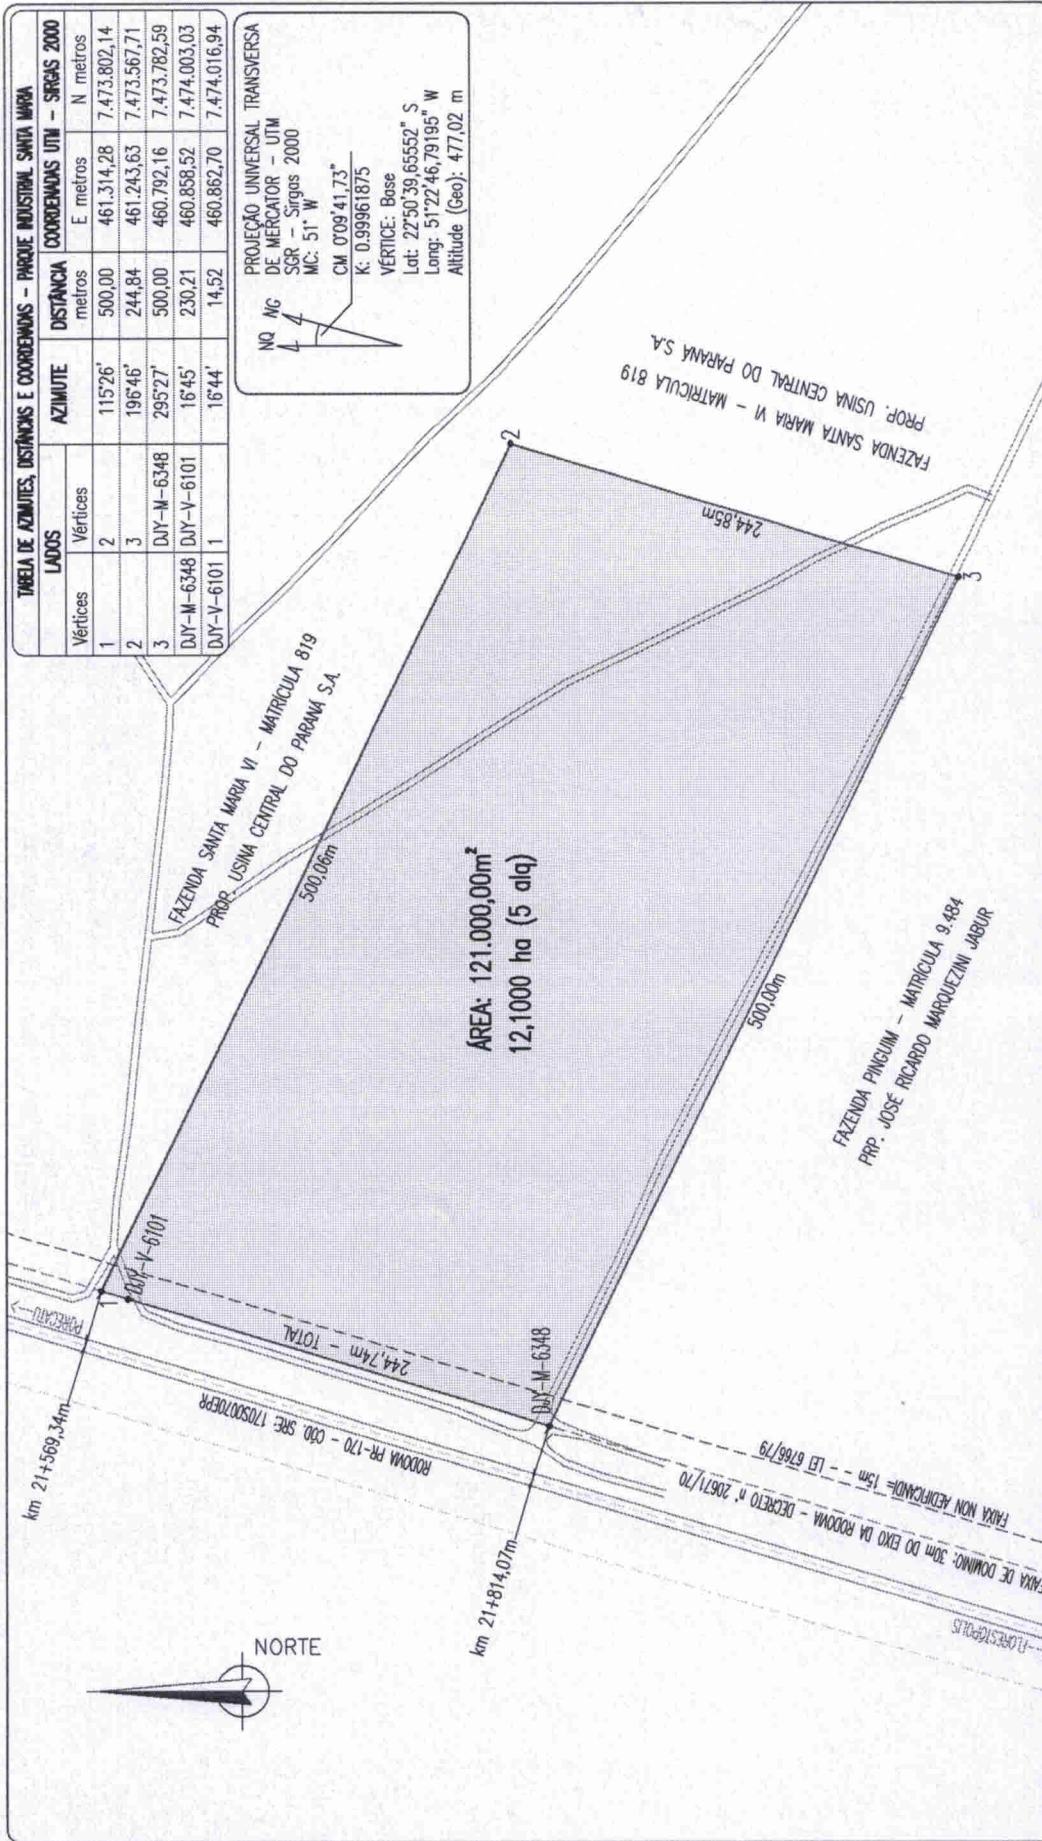 TABELA DE AZIMUTES, DISTÂNCIAS E COORDENADAS - PARQUE INDUSTRIAL SANTA MARIA
LADOS AZIMUTE DISTÂNCIA COORDENADAS UTM - SIRGAS 2000
Vértices Vértices metros E metros N metros
1 2 115°26' 500,00 461.314,28 7.473.802,14
2 3 196°46' 244,84 461.243,63 7.473.567,71
3 DJY-M-6348 295°27' 500,00 460.792,16 7.473.782,59
DJY-M-6348 DJY-V-6101 16°45' 230,21 460.858,52 7.474.003,03
DJY-V-6101 1 16°44' 14,52 460.862,70 7.474.016,94
NQ NG
PROJEÇÃO UNIVERSAL TRANSVERSA
DE MERCATOR - UTM
SGR - Sirgas 2000
MC: 51° W
CM 0°09'41,73"
K: 0.99961875
VÉRTICE: Base
Lat: 22°50'39,65552" S
Long: 51°22'46,79195" W
Altitude (Geo): 477,02 m
FAZENDA SANTA MARIA VI - MATRÍCULA 819
PROP. USINA CENTRAL DO PARANÁ S.A.
500,06m
2
244,85m
3
FAZENDA SANTA MARIA VI - MATRÍCULA 819
PROP. USINA CENTRAL DO PARANÁ S.A.
ÁREA: 121.000,00m²
12,1000 ha (5 alq)
500,00m
FAZENDA PINGUIM - MATRÍCULA 9.484
PRP. JOSÉ RICARDO MARQUEZINI JABUR
1
DJY-V-6101
244,74m - TOTAL
DJY-M-6348
PORECATU
km 21+569,34m
RODOVIA PR-170 - CÓD. SRE 170S0070EPR
km 21+814,07m
FAIXA NON AEDIFICANDI= 15m - - LEI 6766/79
FAIXA DE DOMÍNIO: 30m DO EIXO DA RODOVIA - DECRETO n° 20671/70
FLORESTÓPOLIS
NORTE